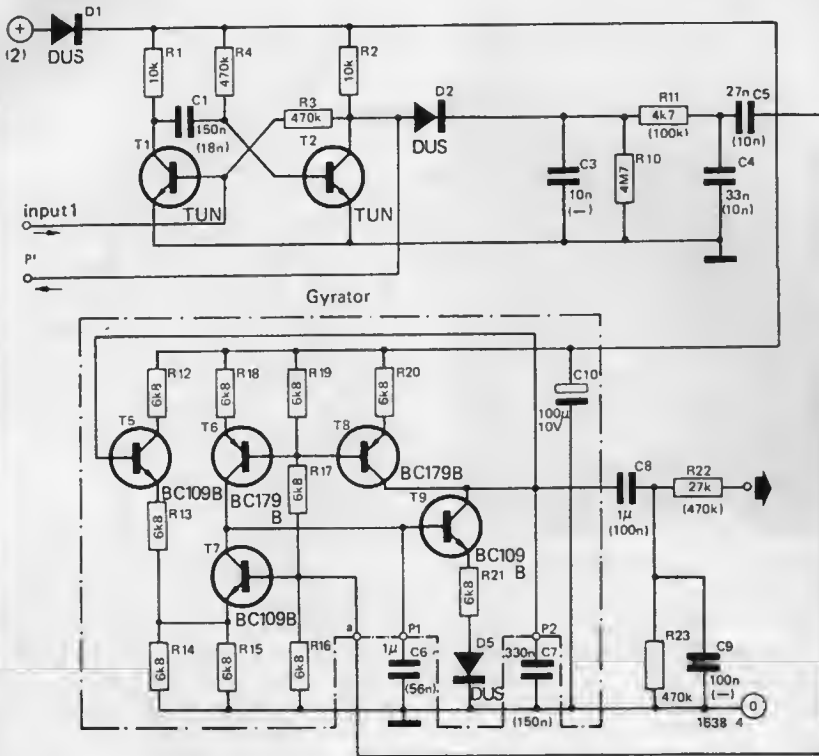 +
(2)
D1
DUS
R1
10k
R4
470k
R2
10k
C1
150n
(18n)
R3
470k
T1
TUN
T2
TUN
D2
DUS
R11
4k7
(100k)
27n
C5
(10n)
C3
10n
(—)
R10
4M7
C4
33n
(10n)
input1
P'
Gyrator
R12
6k8
R18
6k8
R19
6k8
R20
6k8
C10
100μ
10V
T5
BC109B
T6
BC179
B
R17
6k8
T8
BC179B
T9
BC109
B
R13
6k8
T7
BC109B
R21
6k8
C8
1μ
(100n)
R22
27k
(470k)
R14
6k8
R15
6k8
R16
6k8
a
P1
1μ
C6
(56n)
D5
DUS
P2
330n
C7
(150n)
R23
470k
C9
100n
(—)
0
1638 4